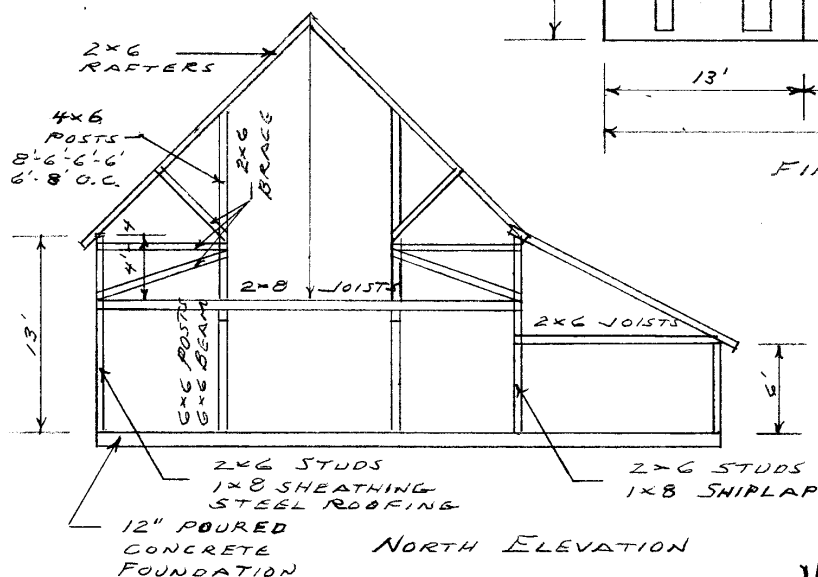 2×6
RAFTERS
4×6
POSTS
8'-6'-6'-6'
6'-8' O.C.
2×6
BRACE
13'
4'-4
2×8 JOISTS
6×6 POSTS
6×6 BEAM
2×6 JOISTS
13'
6'
2×6 STUDS
1×8 SHEATHING
STEEL ROOFING
2×6 STUDS
1×8 SHIPLAP
12" POURED
CONCRETE
FOUNDATION
NORTH ELEVATION